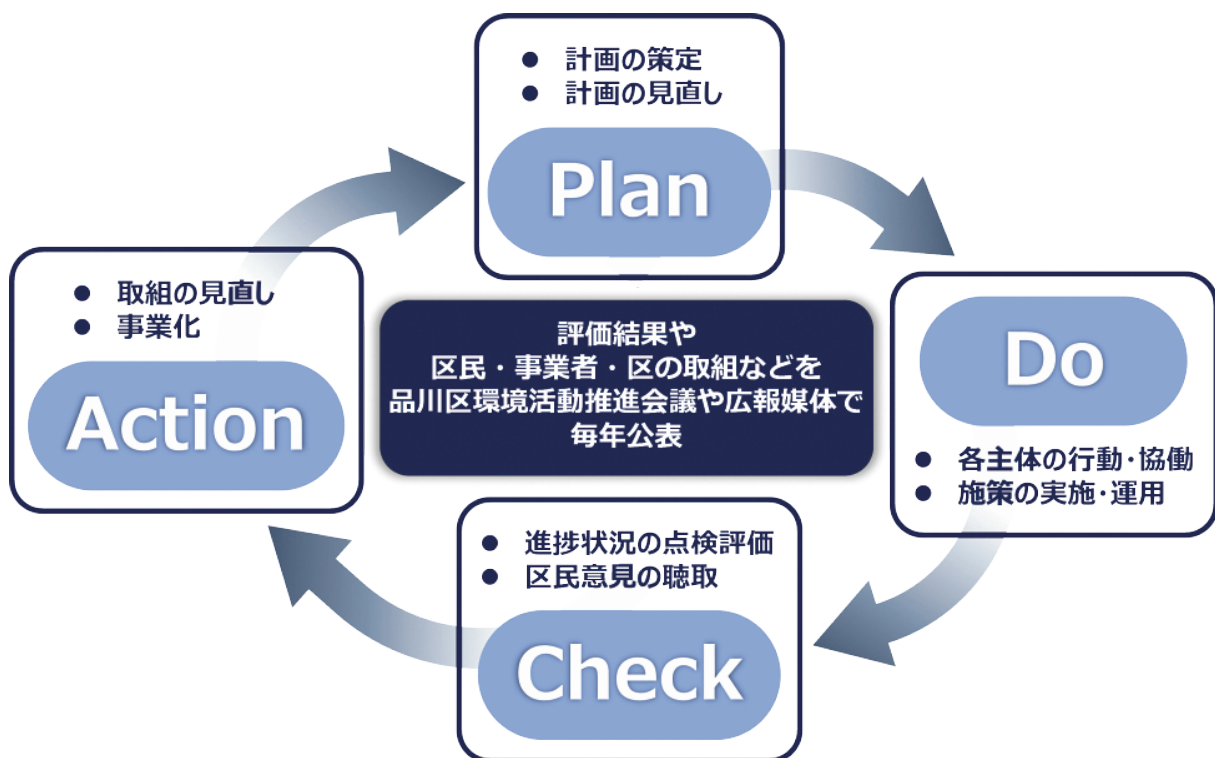 ● 計画の策定
● 計画の見直し
Plan
Do
● 各主体の行動・協働
● 施策の実施・運用
● 進捗状況の点検評価
● 区民意見の聴取
Check
● 取組の見直し
● 事業化
Action
評価結果や
区民・事業者・区の取組などを
品川区環境活動推進会議や広報媒体で
毎年公表